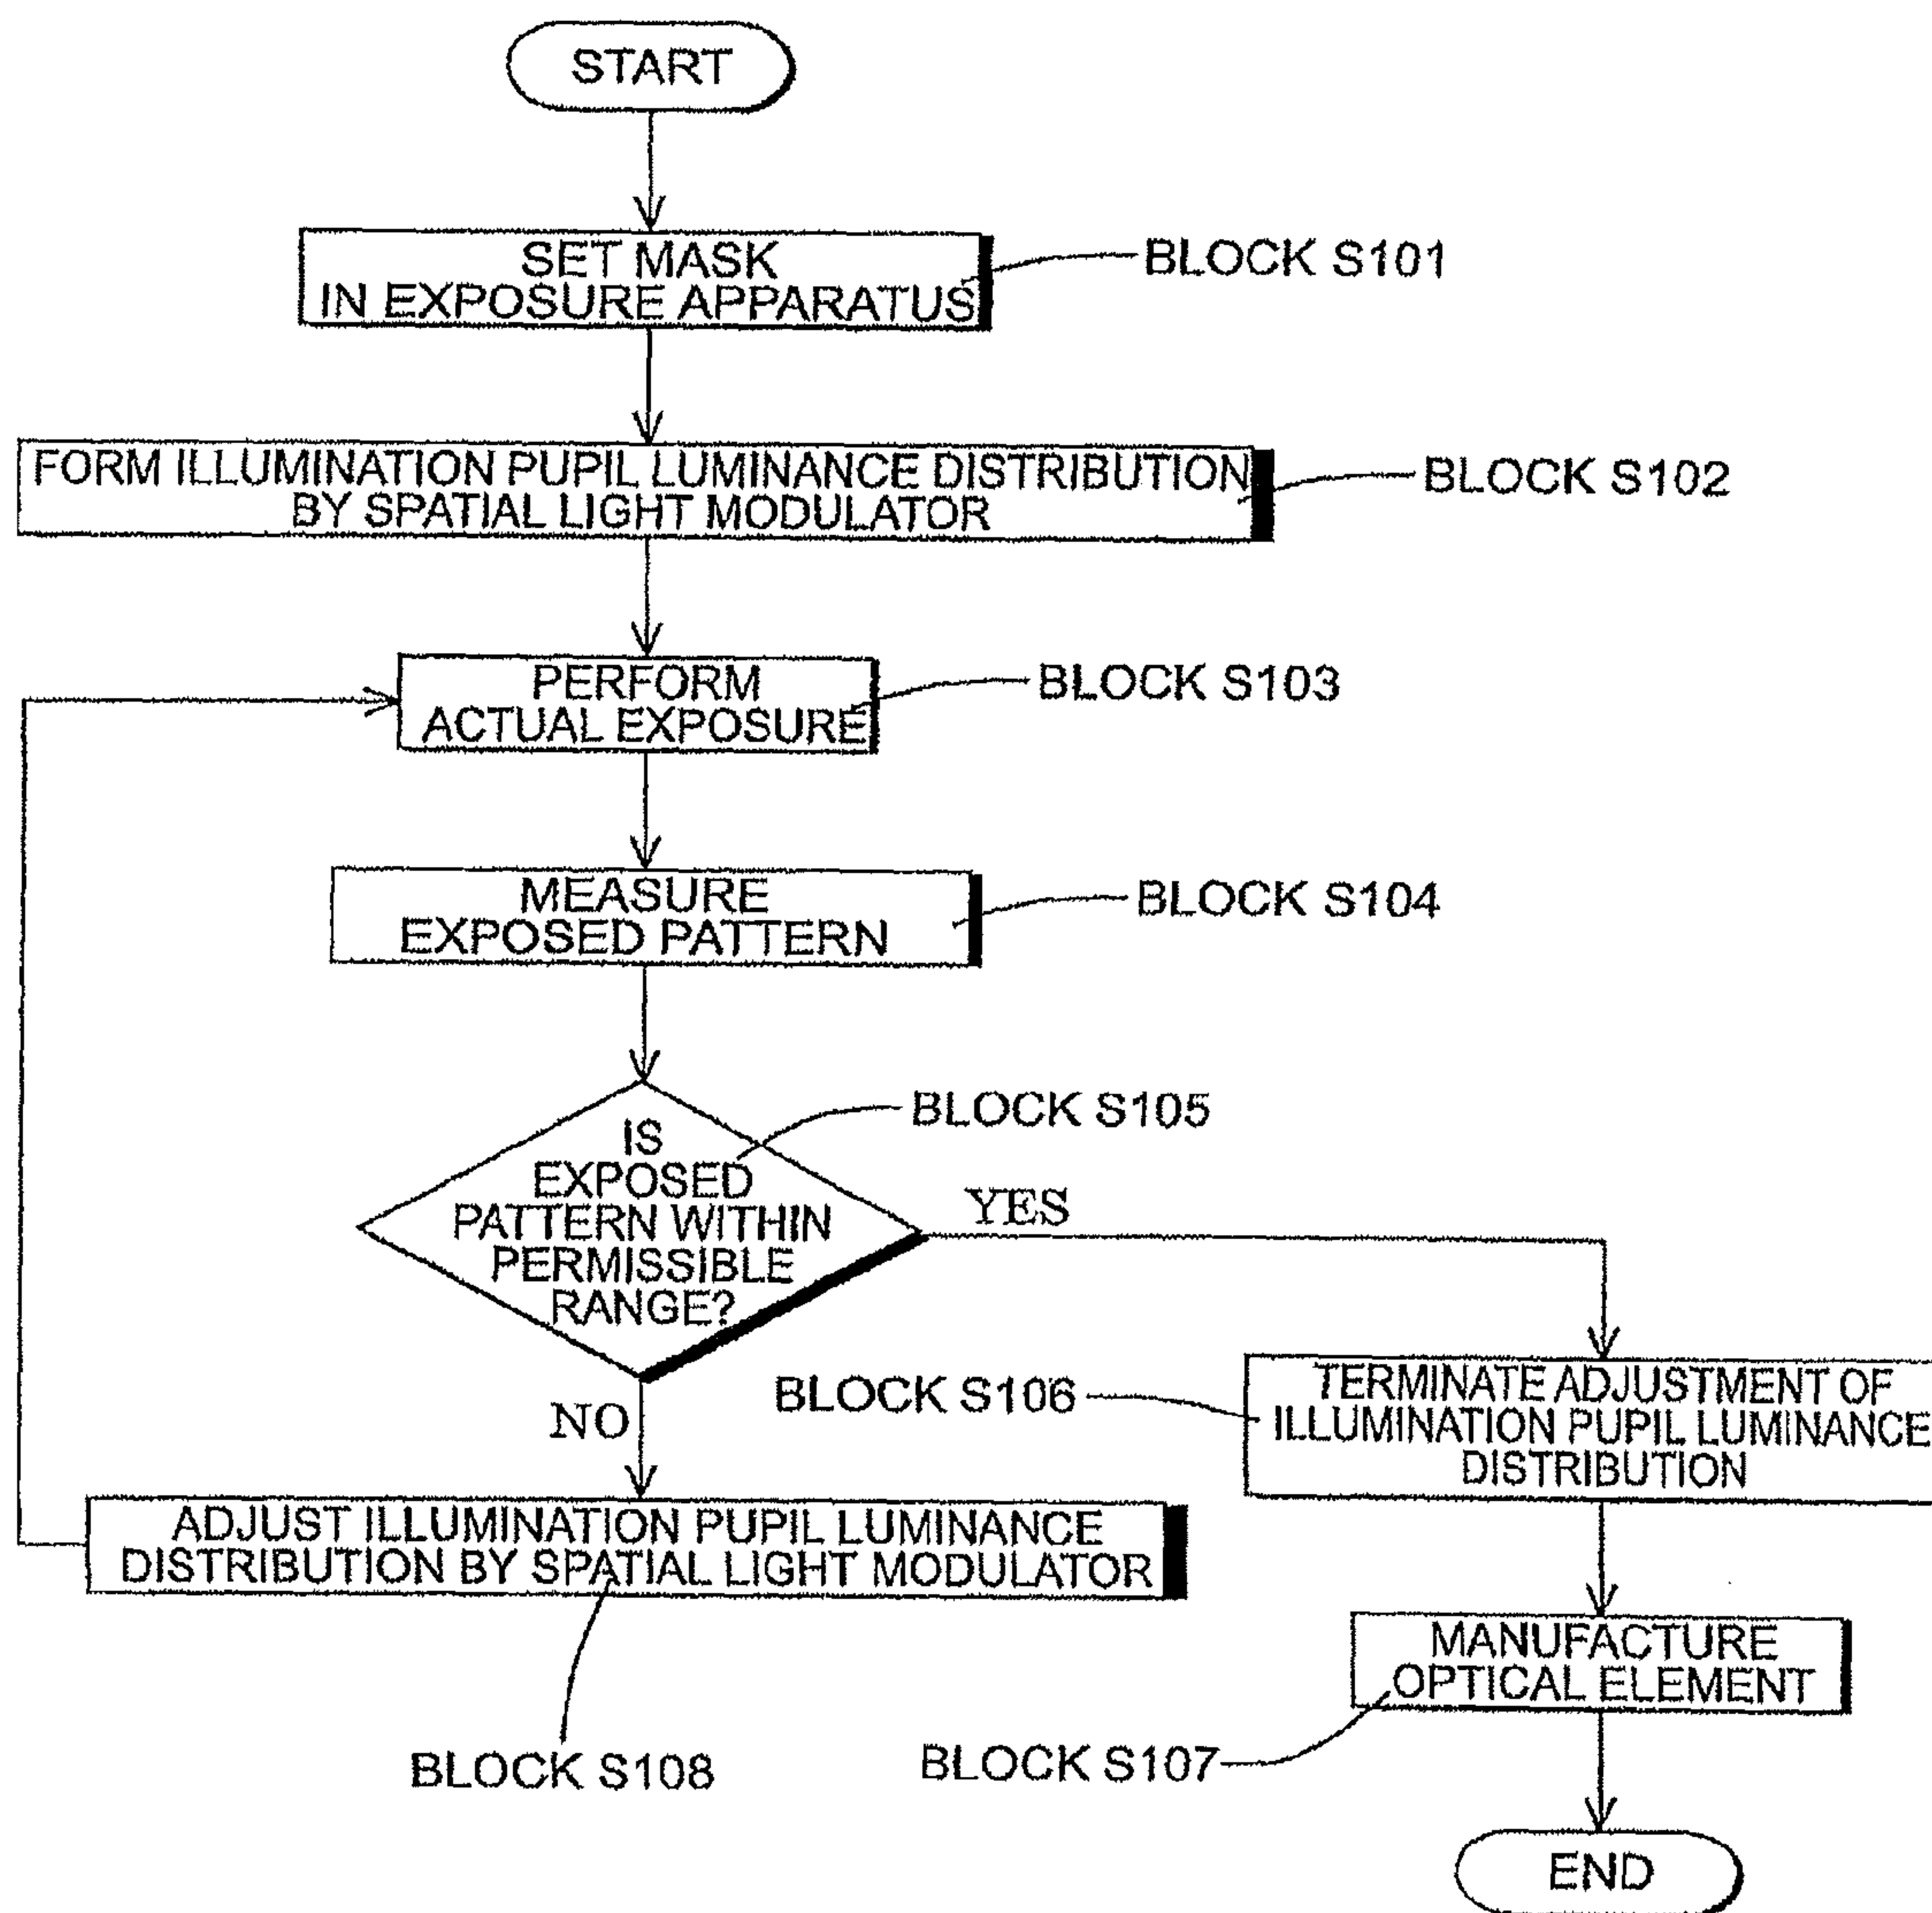 START
SET MASK
IN EXPOSURE APPARATUS
BLOCK S101
FORM ILLUMINATION PUPIL LUMINANCE DISTRIBUTION
BY SPATIAL LIGHT MODULATOR
BLOCK S102
PERFORM
ACTUAL EXPOSURE
BLOCK S103
MEASURE
EXPOSED PATTERN
BLOCK S104
IS
EXPOSED
PATTERN WITHIN
PERMISSIBLE
RANGE?
BLOCK S105
YES
NO
BLOCK S106
TERMINATE ADJUSTMENT OF
ILLUMINATION PUPIL LUMINANCE
DISTRIBUTION
ADJUST ILLUMINATION PUPIL LUMINANCE
DISTRIBUTION BY SPATIAL LIGHT MODULATOR
BLOCK S108
MANUFACTURE
OPTICAL ELEMENT
BLOCK S107
END